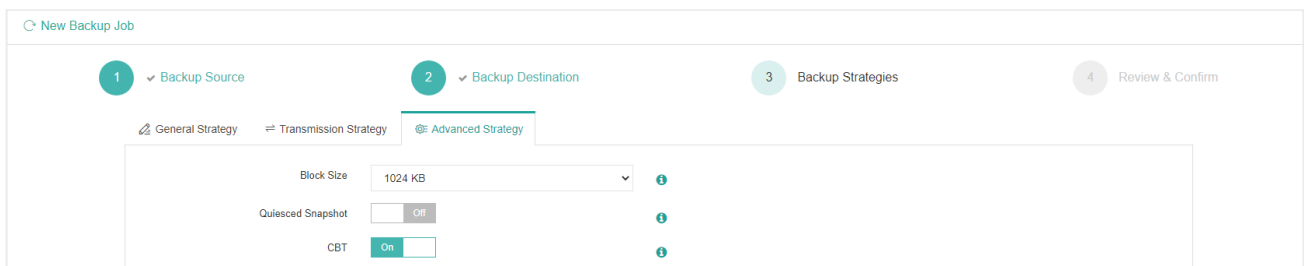 New Backup Job
1 Backup Source 2 Backup Destination 3 Backup Strategies 4 Review & Confirm
General Strategy Transmission Strategy Advanced Strategy
Block Size 1024 KB
Quiesced Snapshot Off
CBT On